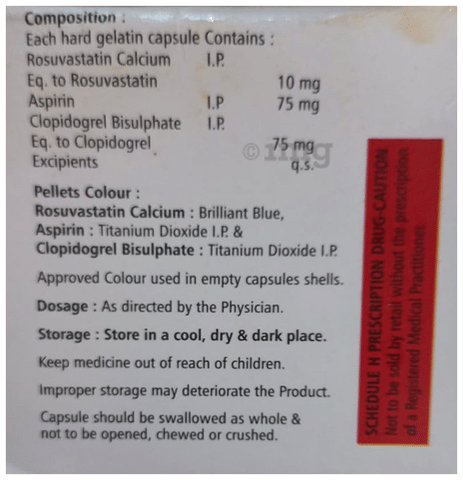 Composition :
Each hard gelatin capsule Contains :
Rosuvastatin Calcium I.P.
Eq. to Rosuvastatin 10 mg
Aspirin I.P 75 mg
Clopidogrel Bisulphate I.P.
Eq. to Clopidogrel 75 mg
Excipients q.s.
Pellets Colour :
Rosuvastatin Calcium : Brilliant Blue,
Aspirin : Titanium Dioxide I.P. &
Clopidogrel Bisulphate : Titanium Dioxide I.P.
Approved Colour used in empty capsules shells.
Dosage : As directed by the Physician.
Storage : Store in a cool, dry & dark place.
Keep medicine out of reach of children.
Improper storage may deteriorate the Product.
Capsule should be swallowed as whole &
not to be opened, chewed or crushed.
SCHEDULE H PRESCRIPTION DRUG-CAUTION
Not to be sold by retail without the prescription
of a Registered Medical Practitioner.